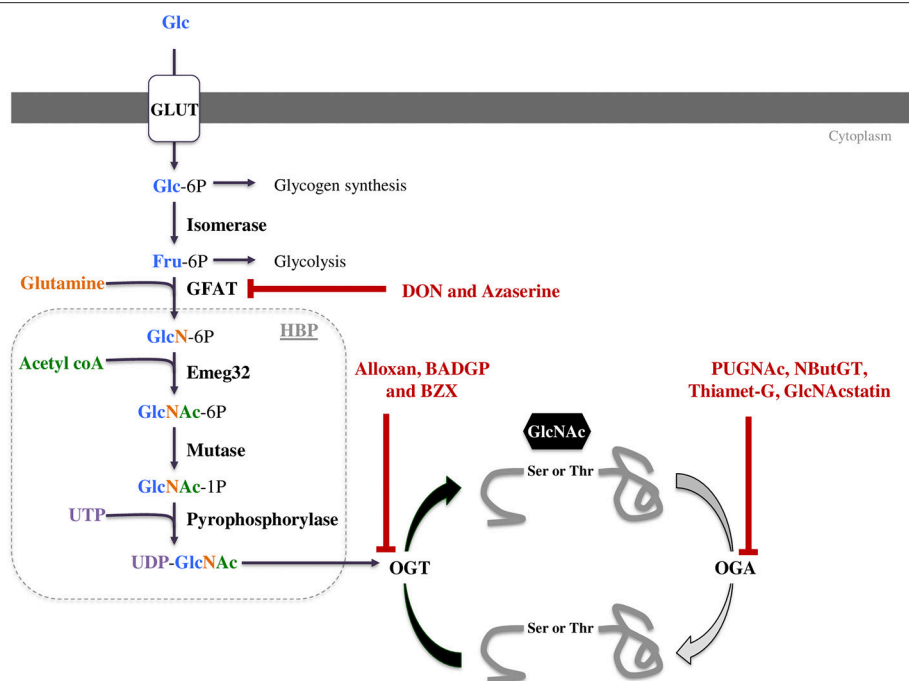 Glc
GLUT
Cytoplasm
Glc-6P
Glycogen synthesis
Isomerase
Fru-6P
Glycolysis
Glutamine
GFAT
DON and Azaserine
HBP
GlcN-6P
Acetyl coA
Emeg32
Alloxan, BADGP
and BZX
PUGNAc, NButGT,
Thiamet-G, GlcNAcstatin
GlcNAc-6P
GlcNAc
Mutase
Ser or Thr
GlcNAc-1P
UTP
Pyrophosphorylase
UDP-GlcNAc
OGT
OGA
Ser or Thr